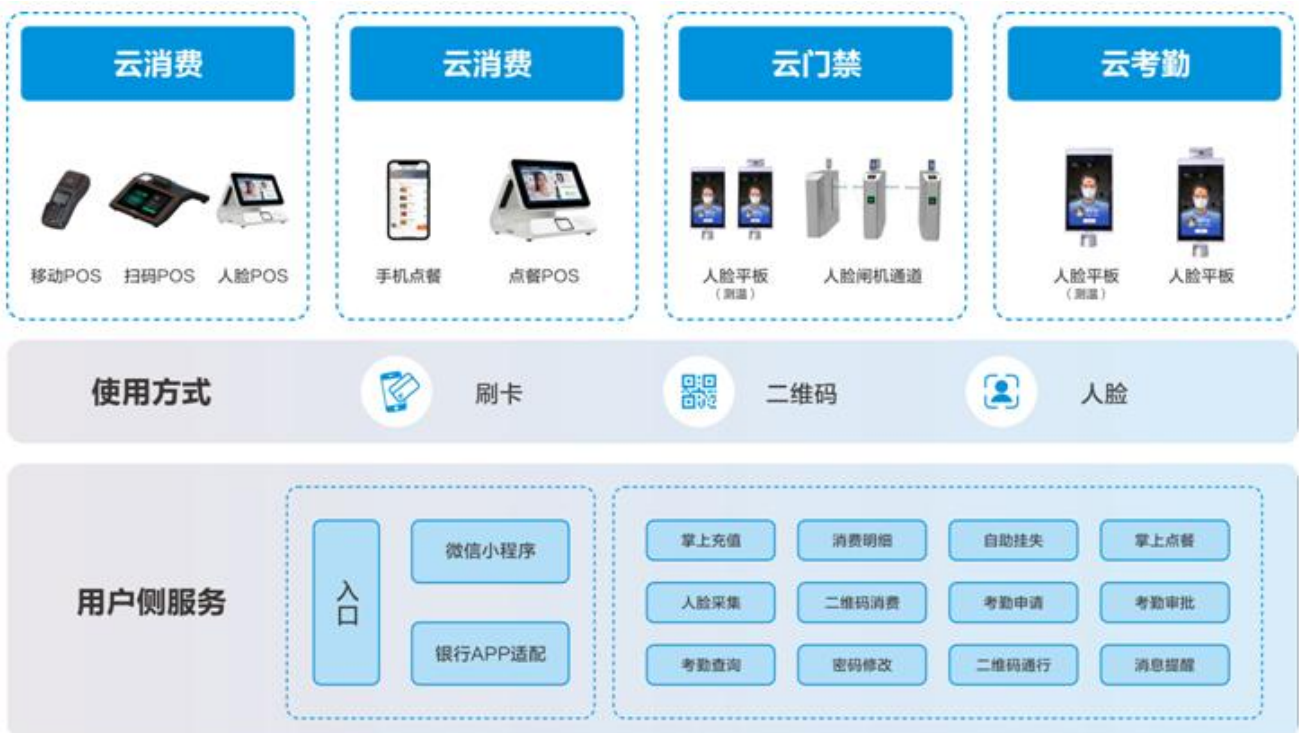 云消费
云消费
云门禁
云考勤
移动POS
扫码POS
人脸POS
手机点餐
点餐POS
人脸平板
（测温）
人脸闸机通道
人脸平板
（测温）
人脸平板
使用方式
刷卡
二维码
人脸
用户侧服务
入口
微信小程序
银行APP适配
掌上充值
消费明细
自助挂失
掌上点餐
人脸采集
二维码消费
考勤申请
考勤审批
考勤查询
密码修改
二维码通行
消息提醒